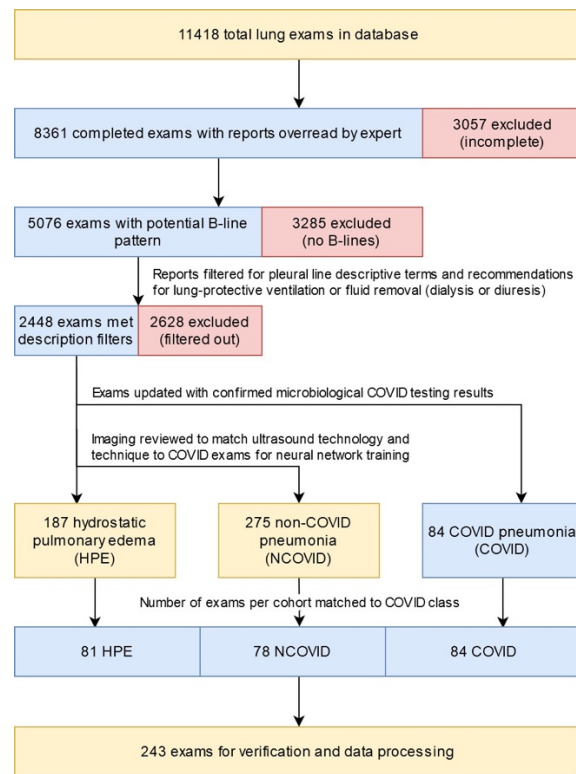 11418 total lung exams in database
8361 completed exams with reports overread by expert
3057 excluded
(incomplete)
5076 exams with potential B-line
pattern
3285 excluded
(no B-lines)
Reports filtered for pleural line descriptive terms and recommendations
for lung-protective ventilation or fluid removal (dialysis or diuresis)
2448 exams met
description filters
2628 excluded
(filtered out)
Exams updated with confirmed microbiological COVID testing results
Imaging reviewed to match ultrasound technology and
technique to COVID exams for neural network training
187 hydrostatic
pulmonary edema
(HPE)
275 non-COVID
pneumonia
(NCOVID)
84 COVID pneumonia
(COVID)
Number of exams per cohort matched to COVID class
81 HPE
78 NCOVID
84 COVID
243 exams for verification and data processing